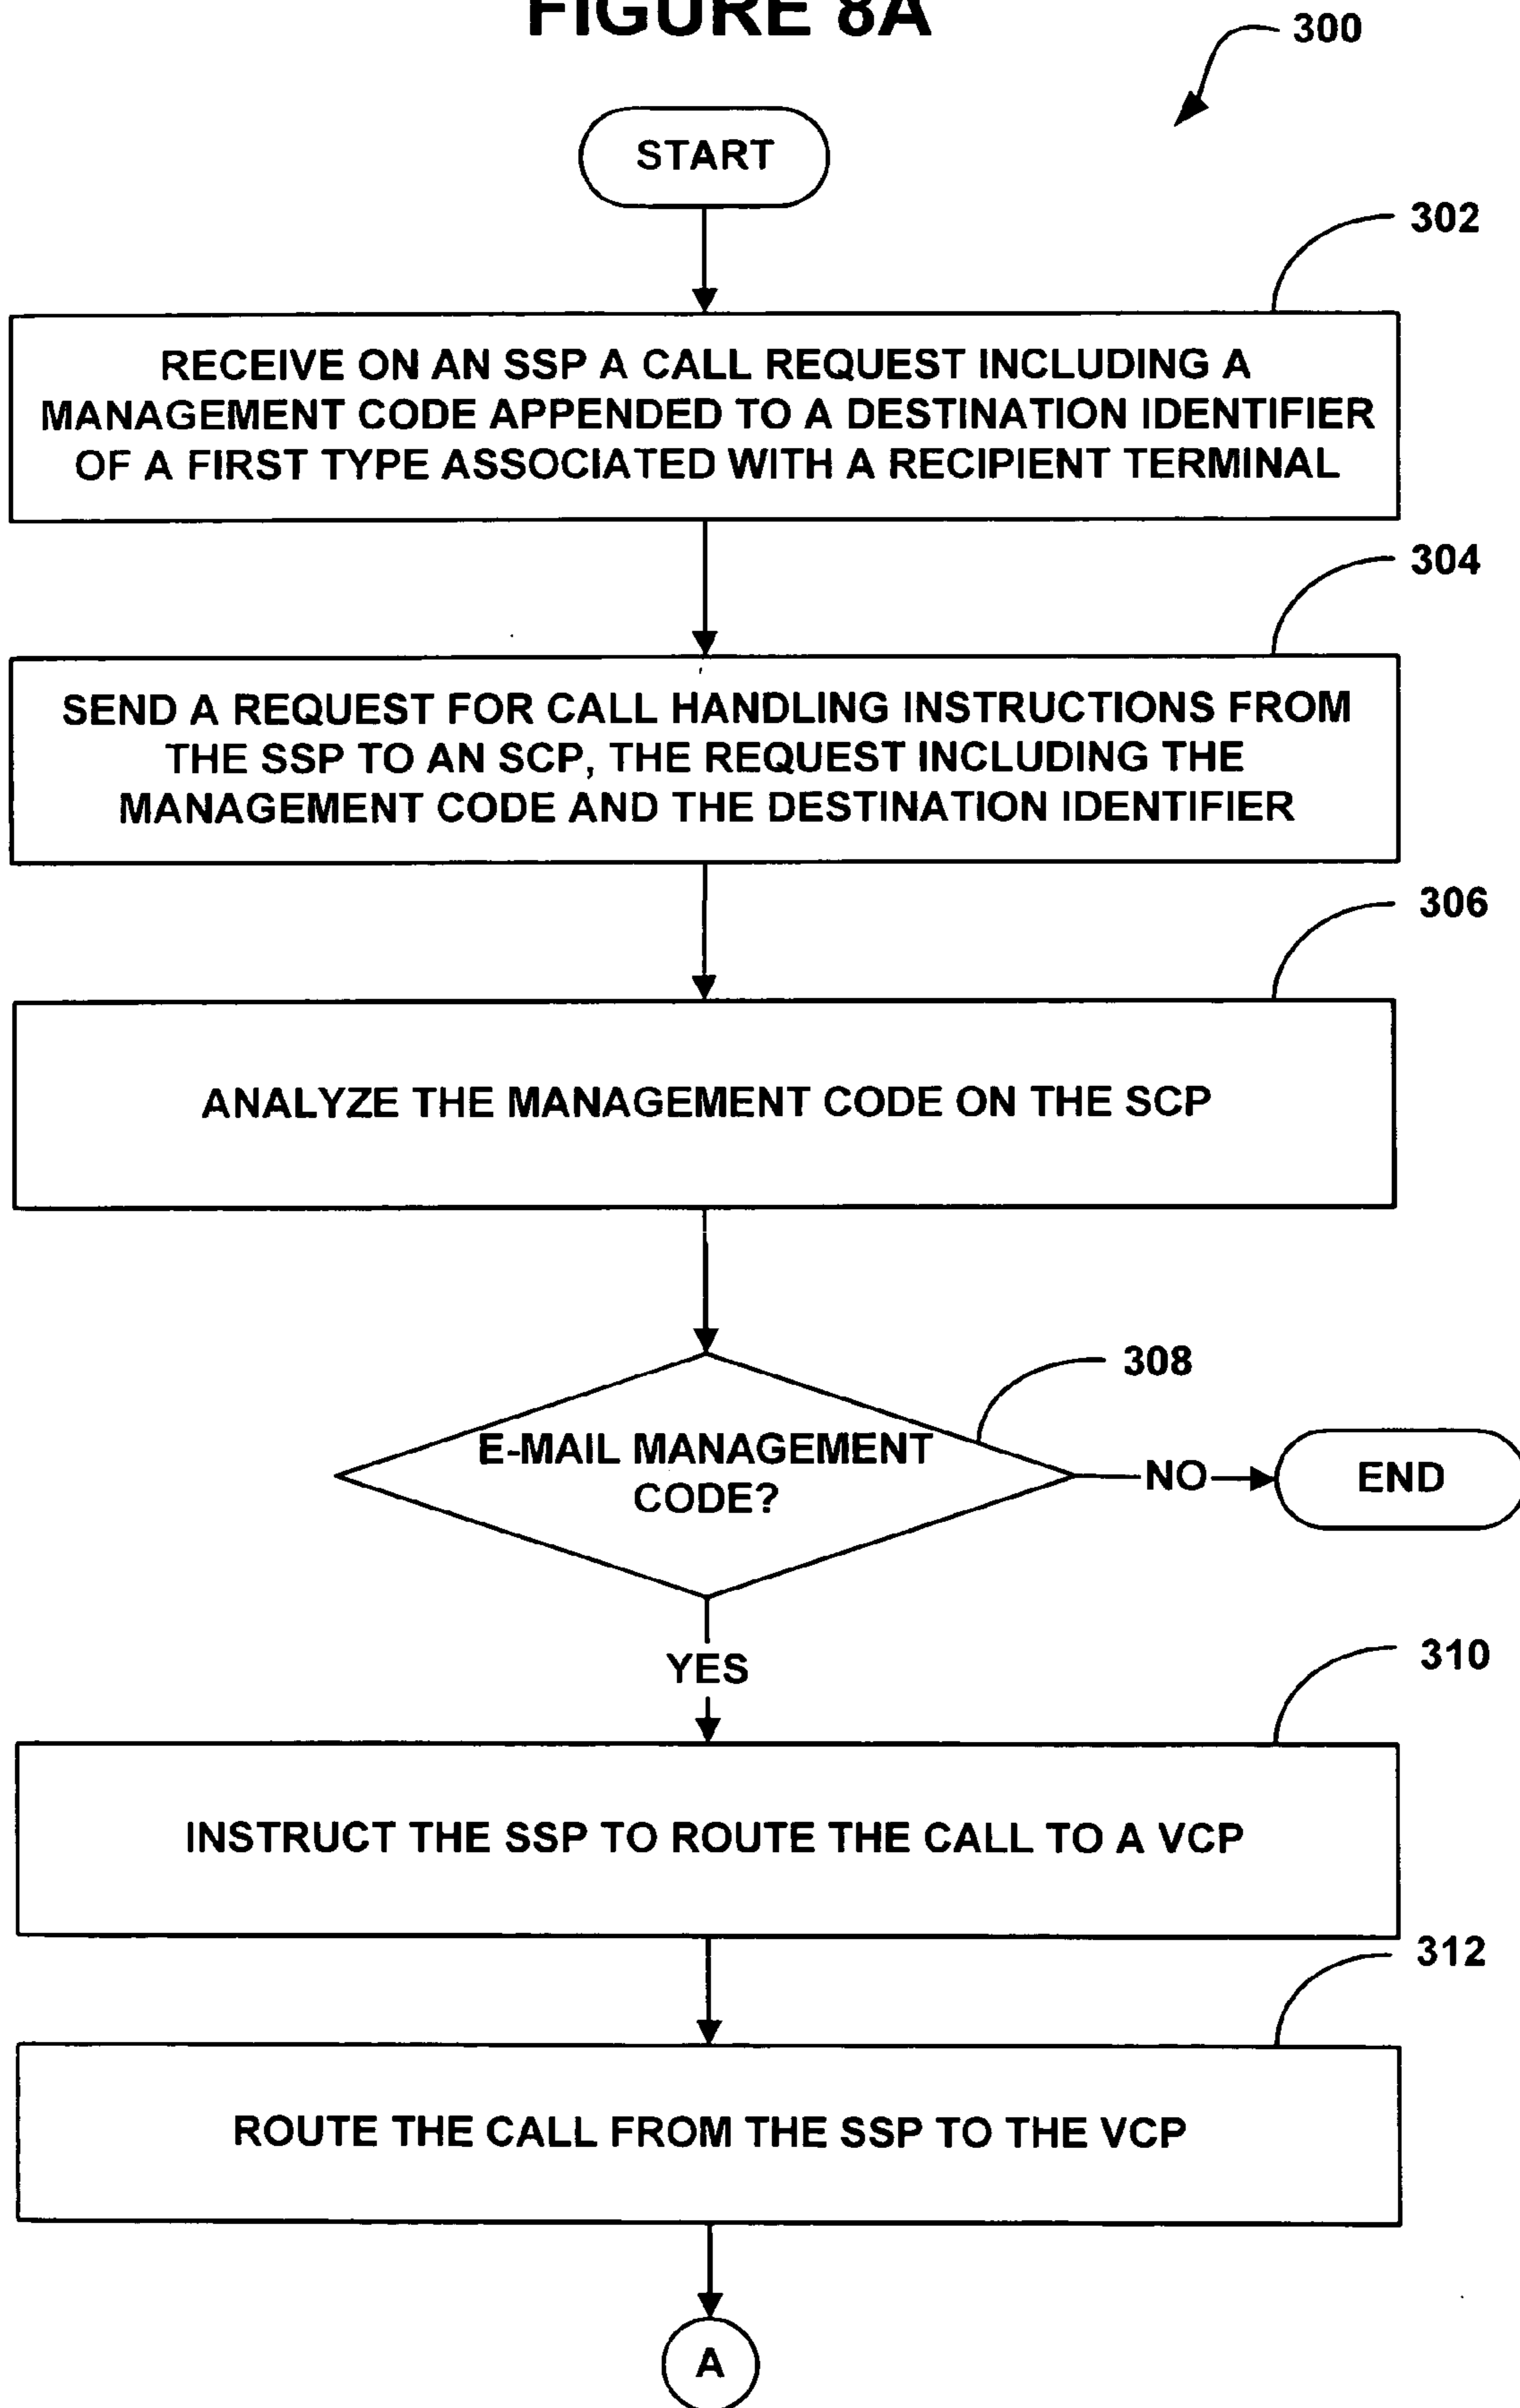 FIGURE 8A
300
START
302
RECEIVE ON AN SSP A CALL REQUEST INCLUDING A
MANAGEMENT CODE APPENDED TO A DESTINATION IDENTIFIER
OF A FIRST TYPE ASSOCIATED WITH A RECIPIENT TERMINAL
304
SEND A REQUEST FOR CALL HANDLING INSTRUCTIONS FROM
THE SSP TO AN SCP, THE REQUEST INCLUDING THE
MANAGEMENT CODE AND THE DESTINATION IDENTIFIER
306
ANALYZE THE MANAGEMENT CODE ON THE SCP
308
E-MAIL MANAGEMENT
CODE?
NO
END
YES
310
INSTRUCT THE SSP TO ROUTE THE CALL TO A VCP
312
ROUTE THE CALL FROM THE SSP TO THE VCP
A